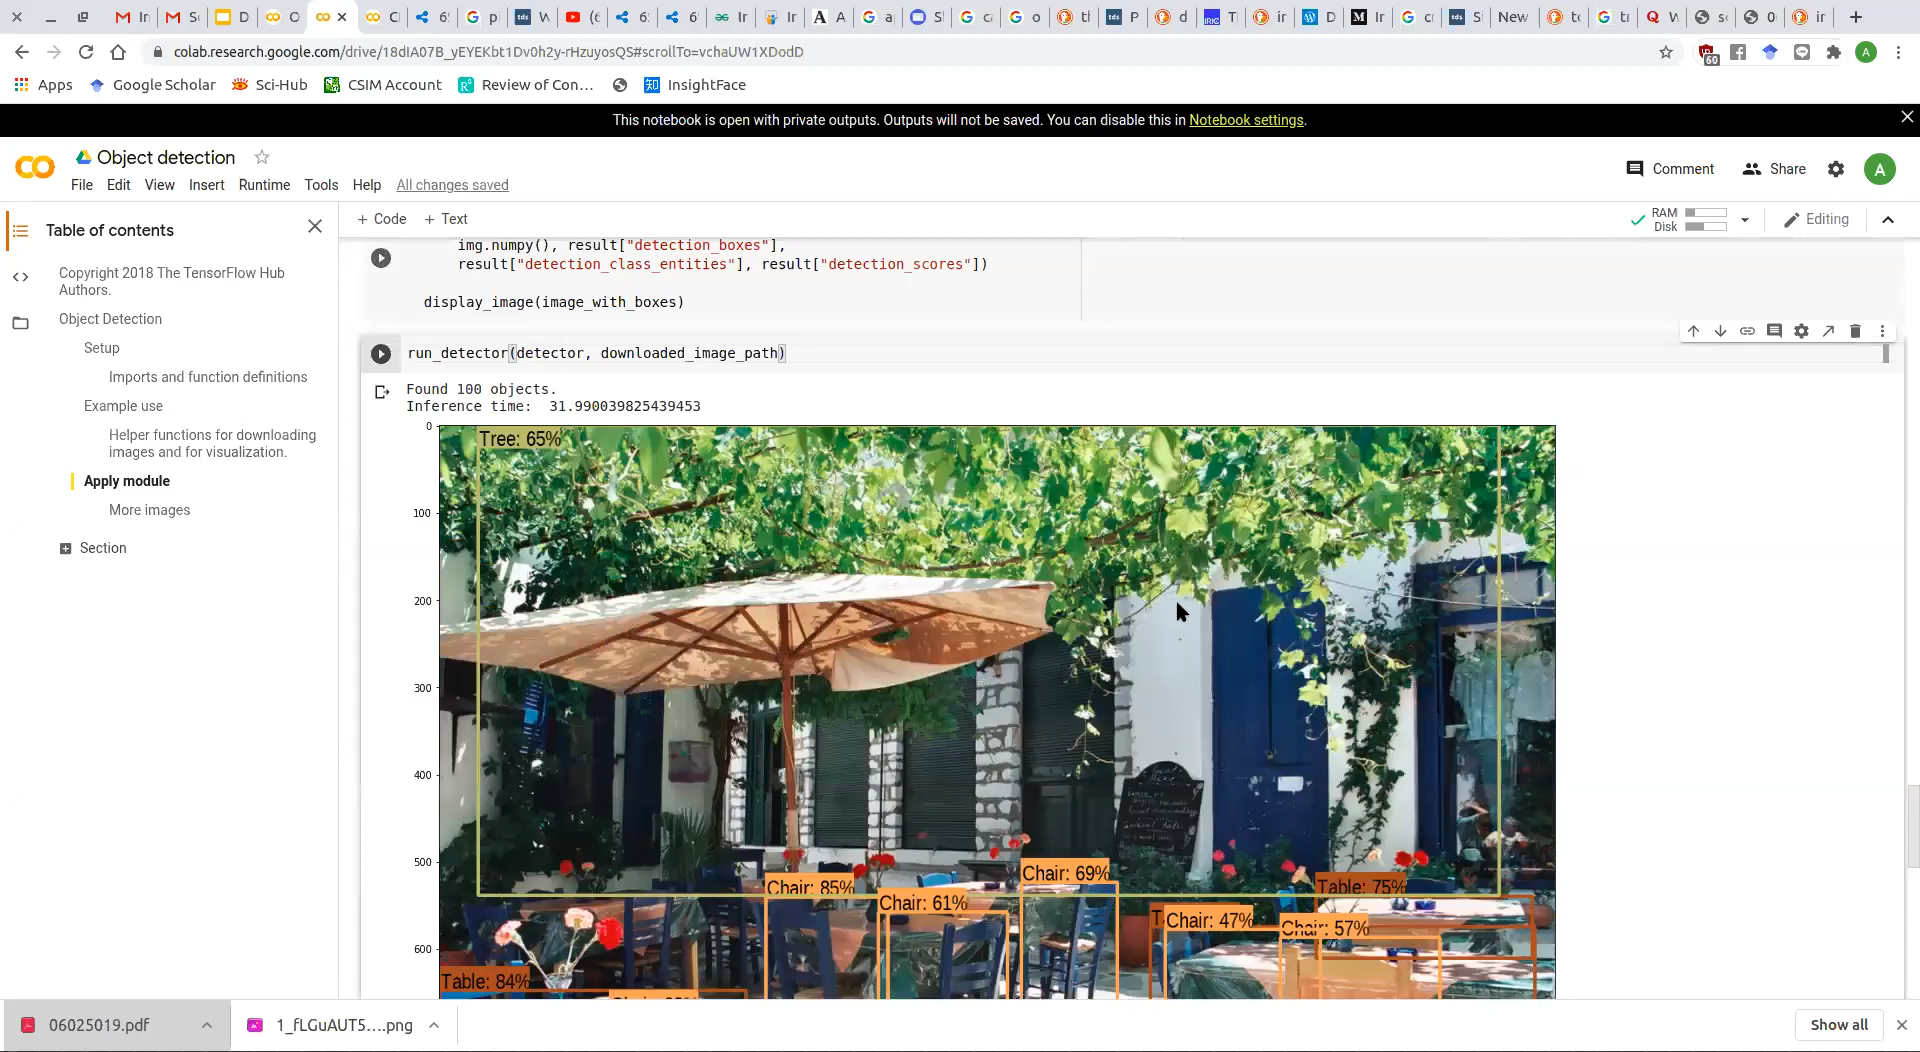 colab.research.google.com/drive/18dIA07B_yEYEKbt1Dv0h2y-rHzuyosQS#scrollTo=vchaUW1XDodD
Apps Google Scholar Sci-Hub CSIM Account Review of Con... InsightFace
This notebook is open with private outputs. Outputs will not be saved. You can disable this in Notebook settings.
Object detection
File Edit View Insert Runtime Tools Help All changes saved
Comment Share A
Table of contents
+ Code + Text
RAM
Disk
Editing
Copyright 2018 The TensorFlow Hub
Authors.
Object Detection
Setup
Imports and function definitions
Example use
Helper functions for downloading
images and for visualization.
Apply module
More images
Section
img.numpy(), result["detection_boxes"],
result["detection_class_entities"], result["detection_scores"])
display_image(image_with_boxes)
run_detector(detector, downloaded_image_path)
Found 100 objects.
Inference time: 31.990039825439453
0
100
200
300
400
500
600
Tree: 65%
Chair: 85%
Chair: 61%
Chair: 69%
Table: 75%
Chair: 47%
Chair: 57%
Table: 84%
06025019.pdf
1_fLGuAUT5....png
Show all